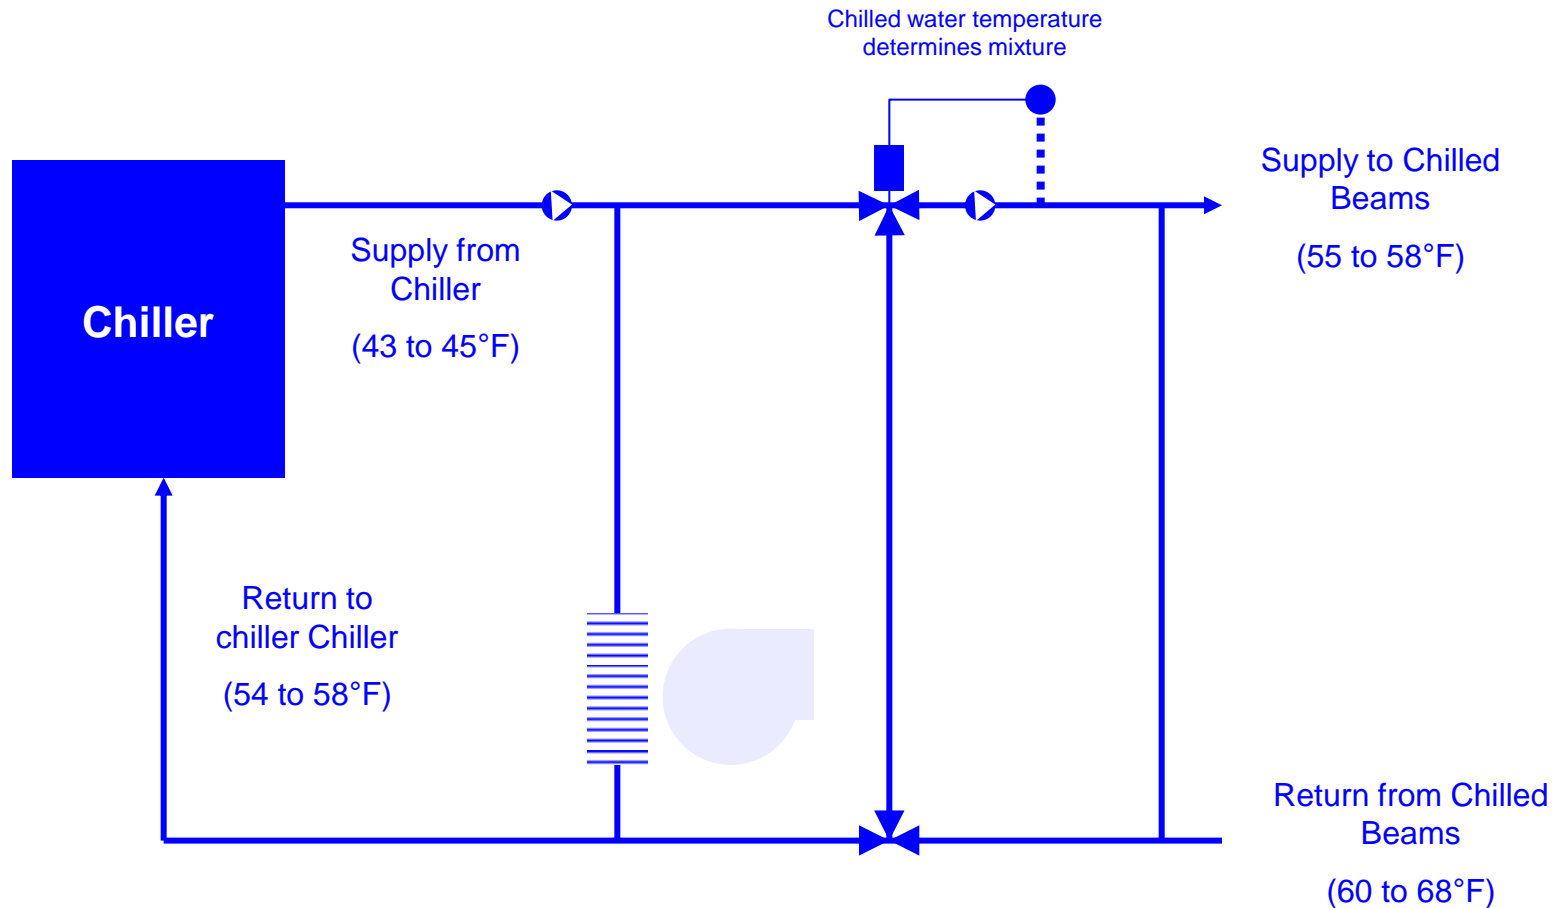 Chilled water temperature
determines mixture
Supply to Chilled
Beams
(55 to 58°F)
Supply from
Chiller
(43 to 45°F)
Chiller
Return to
chiller Chiller
(54 to 58°F)
Return from Chilled
Beams
(60 to 68°F)